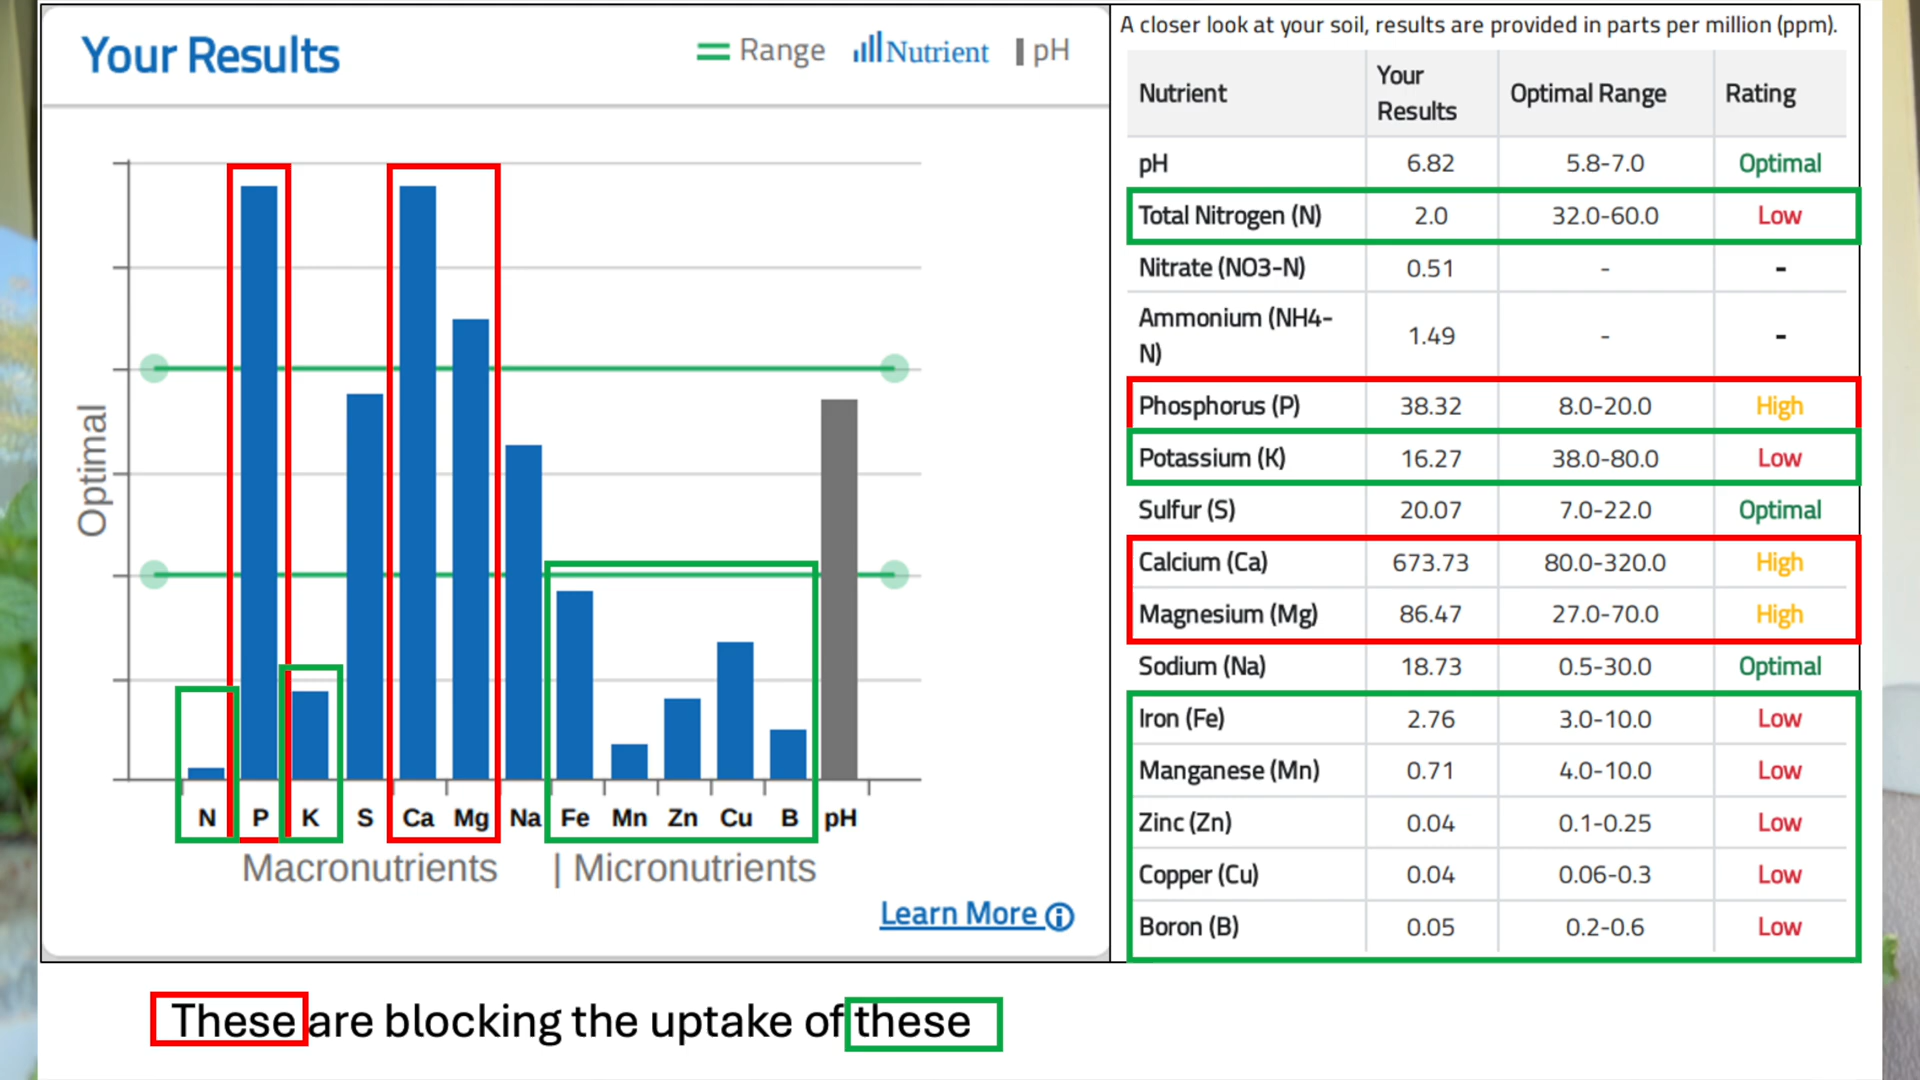 Your Results
Range Nutrient pH
Optimal
N P K S Ca Mg Na Fe Mn Zn Cu B pH
Macronutrients | Micronutrients
Learn More
A closer look at your soil, results are provided in parts per million (ppm).
Nutrient Your Results Optimal Range Rating
pH 6.82 5.8-7.0 Optimal
Total Nitrogen (N) 2.0 32.0-60.0 Low
Nitrate (NO3-N) 0.51 - -
Ammonium (NH4-N) 1.49 - -
Phosphorus (P) 38.32 8.0-20.0 High
Potassium (K) 16.27 38.0-80.0 Low
Sulfur (S) 20.07 7.0-22.0 Optimal
Calcium (Ca) 673.73 80.0-320.0 High
Magnesium (Mg) 86.47 27.0-70.0 High
Sodium (Na) 18.73 0.5-30.0 Optimal
Iron (Fe) 2.76 3.0-10.0 Low
Manganese (Mn) 0.71 4.0-10.0 Low
Zinc (Zn) 0.04 0.1-0.25 Low
Copper (Cu) 0.04 0.06-0.3 Low
Boron (B) 0.05 0.2-0.6 Low
These are blocking the uptake of these